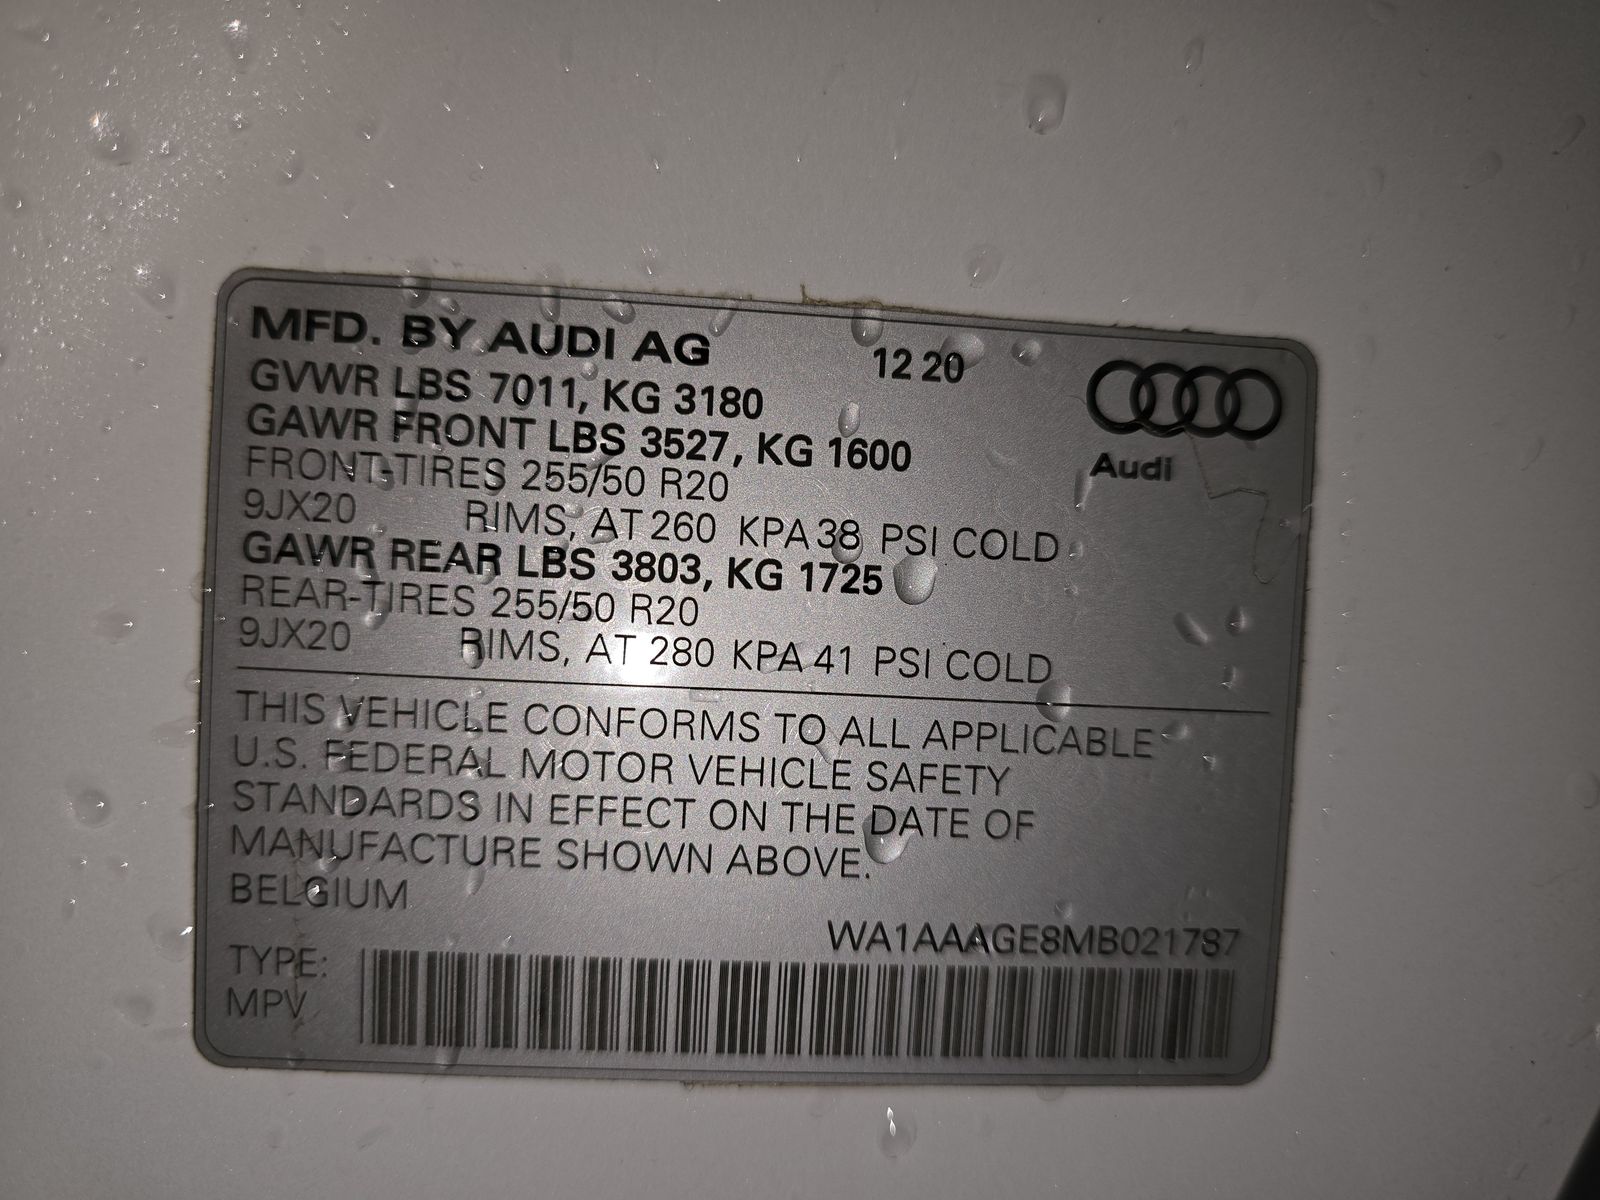 MFD. BY AUDI AG 12 20
GVWR LBS 7011, KG 3180
GAWR FRONT LBS 3527, KG 1600
FRONT-TIRES 255/50 R20
9JX20 RIMS, AT 260 KPA 38 PSI COLD
GAWR REAR LBS 3803, KG 1725
REAR-TIRES 255/50 R20
9JX20 RIMS, AT 280 KPA 41 PSI COLD
Audi
THIS VEHICLE CONFORMS TO ALL APPLICABLE
U.S. FEDERAL MOTOR VEHICLE SAFETY
STANDARDS IN EFFECT ON THE DATE OF
MANUFACTURE SHOWN ABOVE.
BELGIUM
WA1AAAGE8MB021787
TYPE:
MPV